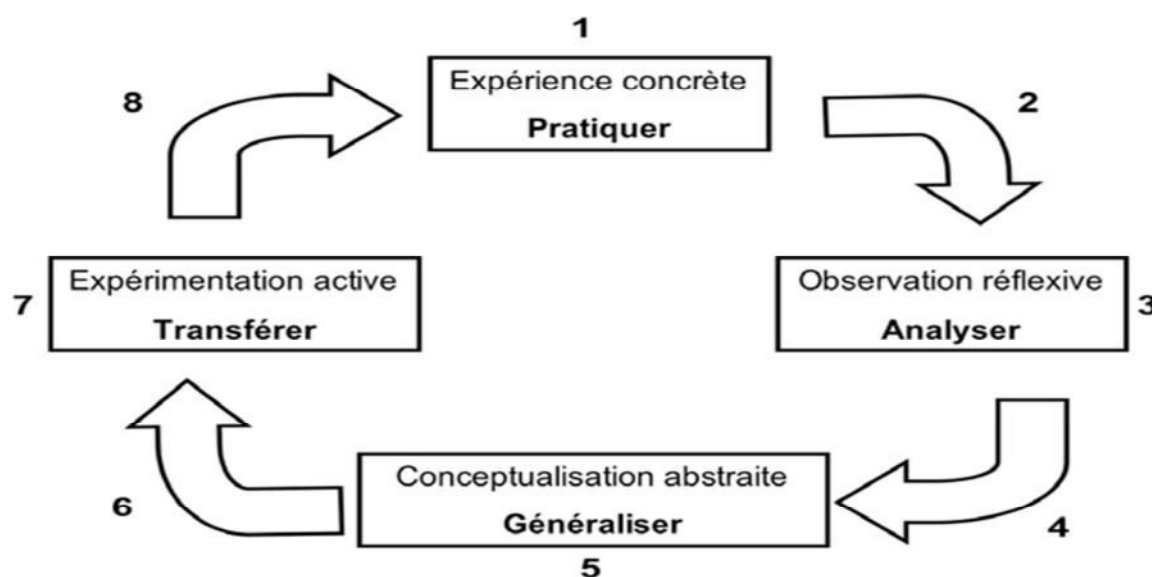 1
Expérience concrète
Pratiquer
8
2
7
Expérimentation active
Transférer
Observation réflexive
Analyser
3
6
Conceptualisation abstraite
Généraliser
4
5